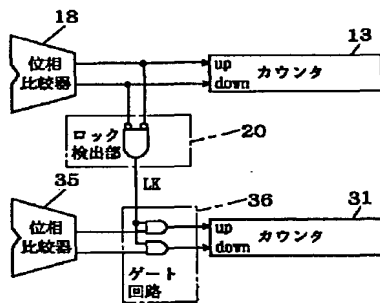 18
位相
比較器
13
up
down
カウンタ
ロック
検出部
20
LK
35
位相
比較器
36
31
up
down
カウンタ
ゲート
回路